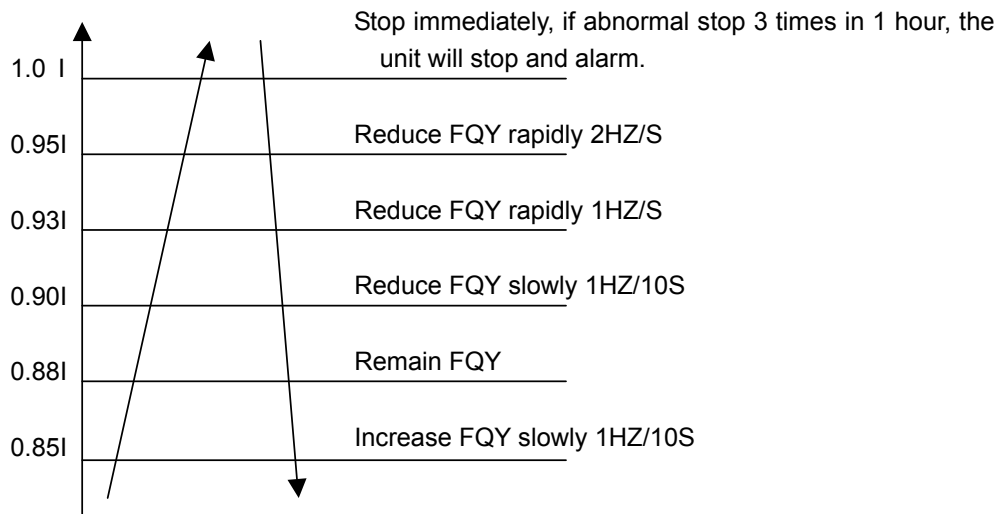 Stop immediately, if abnormal stop 3 times in 1 hour, the
unit will stop and alarm.
1.0 I
Reduce FQY rapidly 2HZ/S
0.95I
Reduce FQY rapidly 1HZ/S
0.93I
Reduce FQY slowly 1HZ/10S
0.90I
Remain FQY
0.88I
Increase FQY slowly 1HZ/10S
0.85I